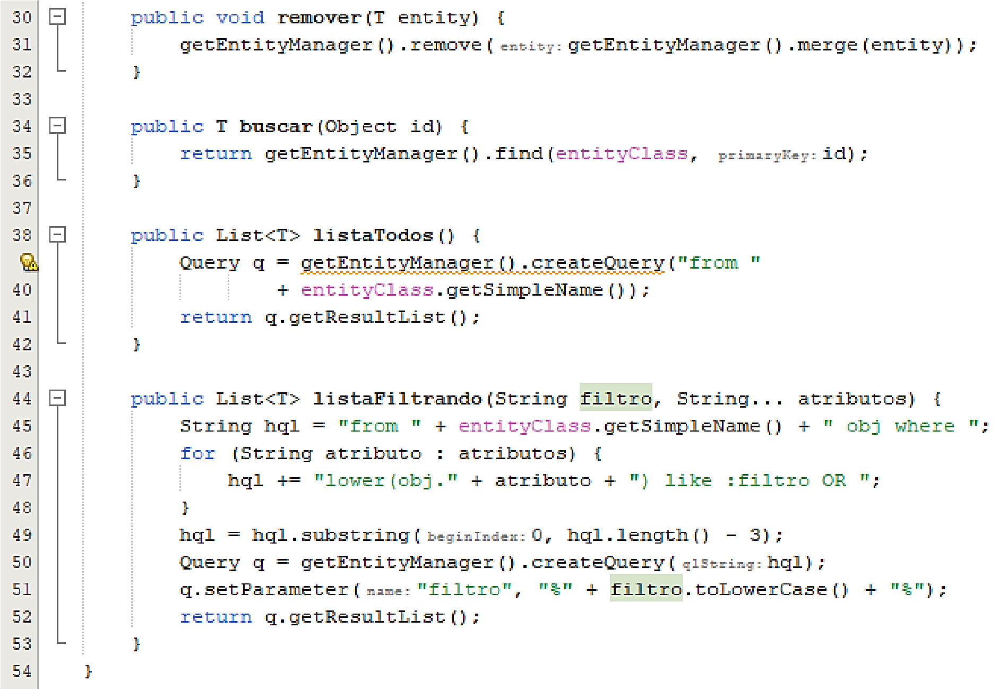 30 public void remover(T entity) {
31 getEntityManager().remove( entity: getEntityManager().merge(entity));
32 }
33
34 public T buscar(Object id) {
35 return getEntityManager().find(entityClass, primaryKey: id);
36 }
37
38 public List<T> listaTodos() {
Query q = getEntityManager().createQuery("from "
40 + entityClass.getSimpleName());
41 return q.getResultList();
42 }
43
44 public List<T> listaFiltrando(String filtro, String... atributos) {
45 String hql = "from " + entityClass.getSimpleName() + " obj where ";
46 for (String atributo : atributos) {
47 hql += "lower(obj." + atributo + ") like :filtro OR ";
48 }
49 hql = hql.substring( beginIndex: 0, hql.length() - 3);
50 Query q = getEntityManager().createQuery( qlString: hql);
51 q.setParameter( name: "filtro", "%" + filtro.toLowerCase() + "%");
52 return q.getResultList();
53 }
54 }